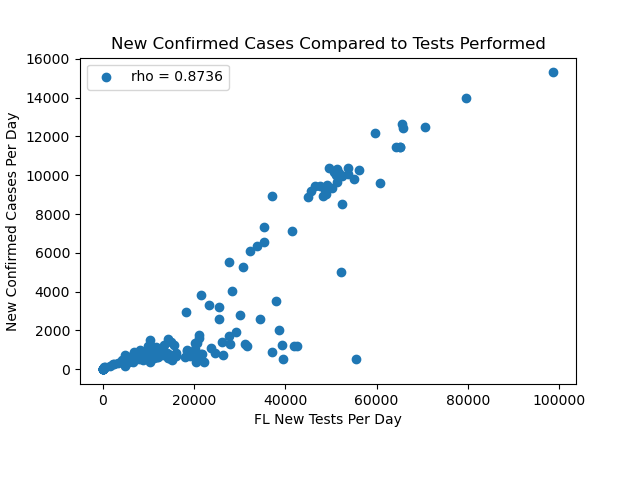 New Confirmed Cases Compared to Tests Performed
rho = 0.8736
New Confirmed Caeses Per Day
16000
14000
12000
10000
8000
6000
4000
2000
0
0 20000 40000 60000 80000 100000
FL New Tests Per Day